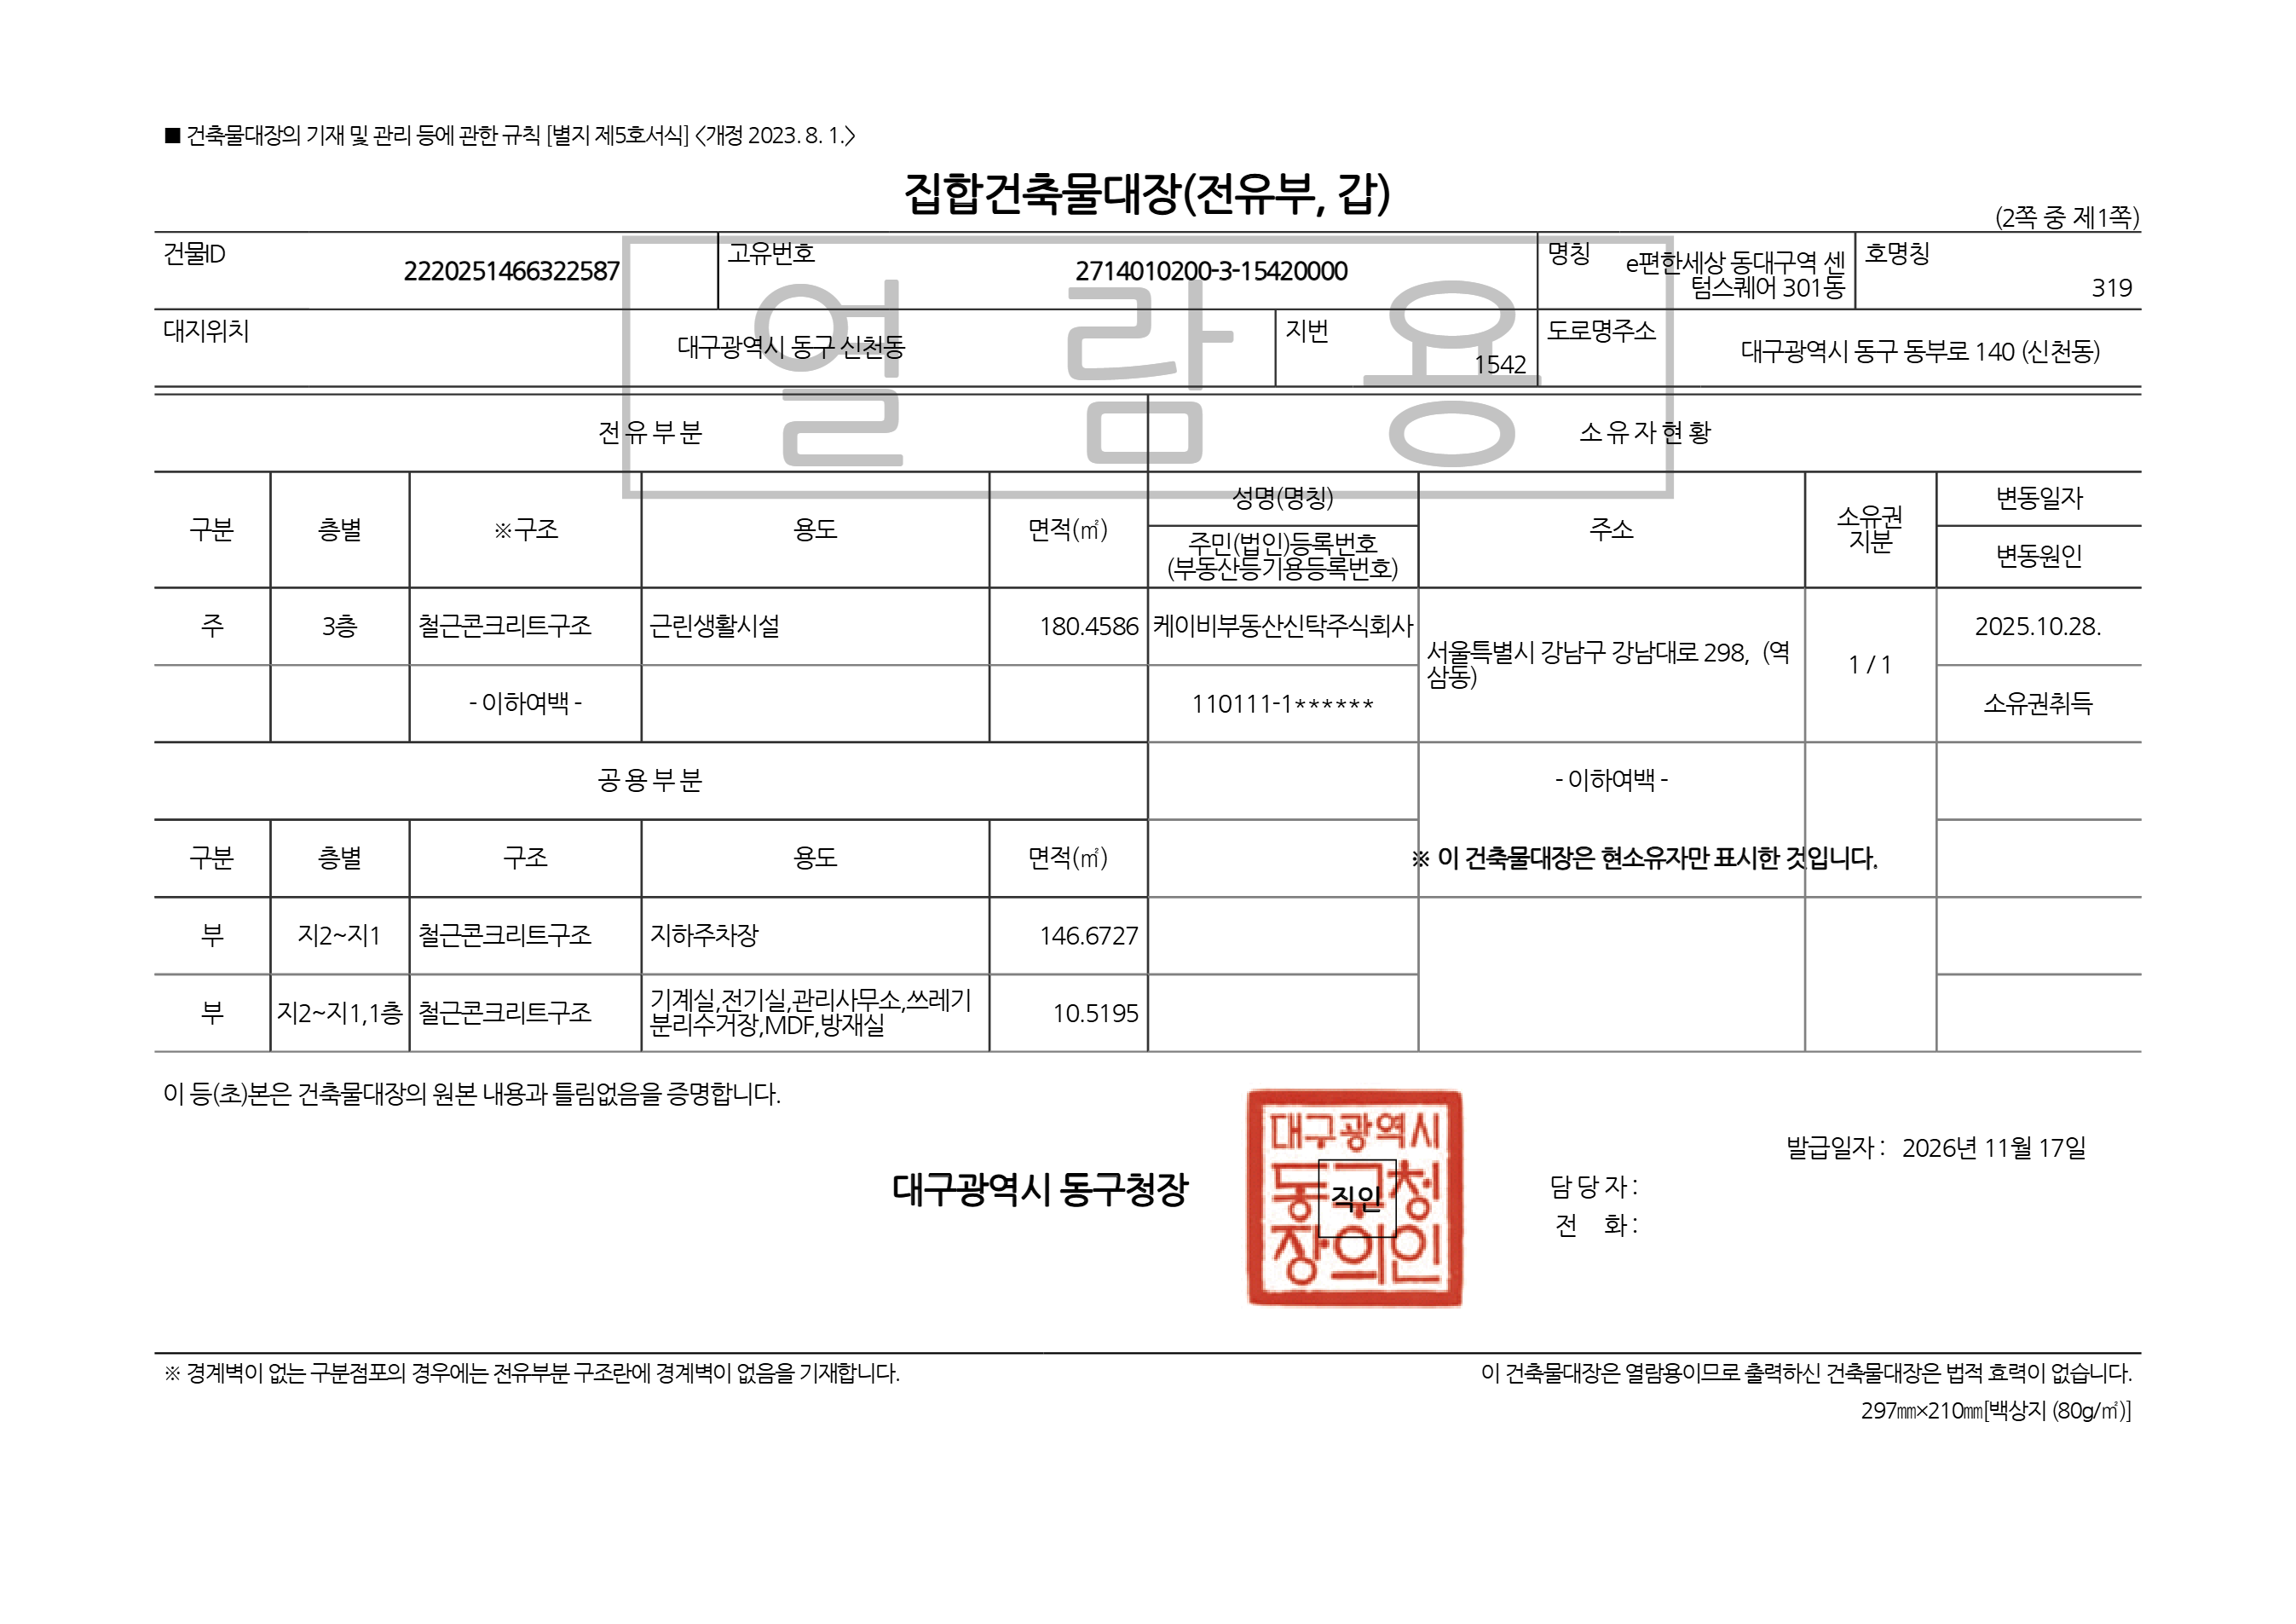 ■ 건축물대장의 기재 및 관리 등에 관한 규칙 [별지 제5호서식] <개정 2023. 8. 1.>
집합건축물대장(전유부, 갑)
(2쪽 중 제1쪽)
건물ID
2220251466322587
고유번호
2714010200-3-15420000
명칭
e편한세상 동대구역 센
텀스퀘어 301동
호명칭
319
대지위치
대구광역시 동구 신천동
지번
1542
도로명주소
대구광역시 동구 동부로 140 (신천동)
열 람 용
전 유 부 분
소 유 자 현 황
구분 층별 ※구조 용도 면적(㎡)
성명(명칭)
주민(법인)등록번호
(부동산등기용등록번호)
주소
소유권
지분
변동일자
변동원인
주 3층 철근콘크리트구조 근린생활시설 180.4586 케이비부동산신탁주식회사
서울특별시 강남구 강남대로 298, (역
삼동)
1 / 1
2025.10.28.
- 이하여백 -
110111-1******
소유권취득
공 용 부 분
- 이하여백 -
구분 층별 구조 용도 면적(㎡)
※ 이 건축물대장은 현소유자만 표시한 것입니다.
부 지2~지1 철근콘크리트구조 지하주차장 146.6727
부 지2~지1,1층 철근콘크리트구조
기계실,전기실,관리사무소,쓰레기
분리수거장,MDF,방재실
10.5195
이 등(초)본은 건축물대장의 원본 내용과 틀림없음을 증명합니다.
발급일자 : 2026년 11월 17일
대구광역시 동구청장
대구광역시
동구청
장의인
직인
담 당 자 :
전 화 :
※ 경계벽이 없는 구분점포의 경우에는 전유부분 구조란에 경계벽이 없음을 기재합니다.
이 건축물대장은 열람용이므로 출력하신 건축물대장은 법적 효력이 없습니다.
297㎜×210㎜[백상지 (80g/㎡)]